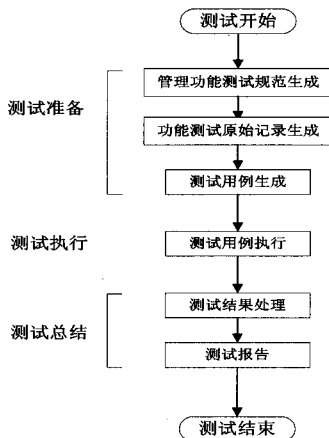 测试开始
测试准备
管理功能测试规范生成
功能测试原始记录生成
测试用例生成
测试执行
测试用例执行
测试总结
测试结果处理
测试报告
测试结束